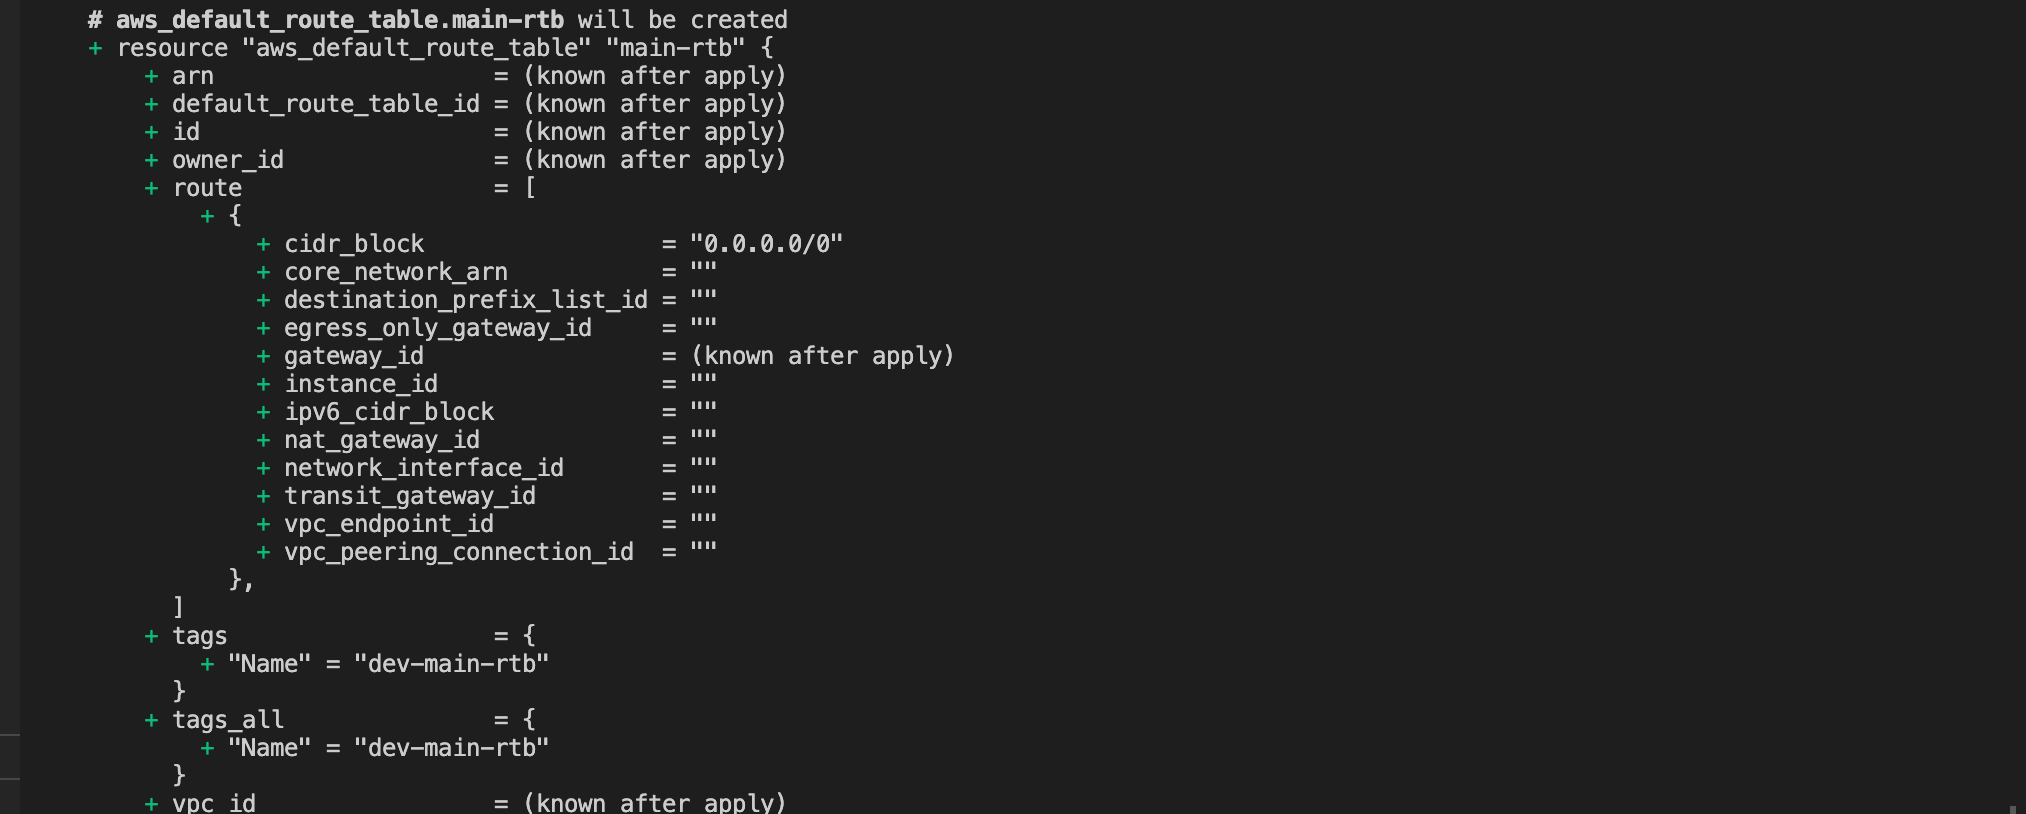 # aws_default_route_table.main-rtb will be created
+ resource "aws_default_route_table" "main-rtb" {
+ arn = (known after apply)
+ default_route_table_id = (known after apply)
+ id = (known after apply)
+ owner_id = (known after apply)
+ route = [
+ {
+ cidr_block = "0.0.0.0/0"
+ core_network_arn = ""
+ destination_prefix_list_id = ""
+ egress_only_gateway_id = ""
+ gateway_id = (known after apply)
+ instance_id = ""
+ ipv6_cidr_block = ""
+ nat_gateway_id = ""
+ network_interface_id = ""
+ transit_gateway_id = ""
+ vpc_endpoint_id = ""
+ vpc_peering_connection_id = ""
},
]
+ tags = {
+ "Name" = "dev-main-rtb"
}
+ tags_all = {
+ "Name" = "dev-main-rtb"
}
+ vpc_id = (known after apply)